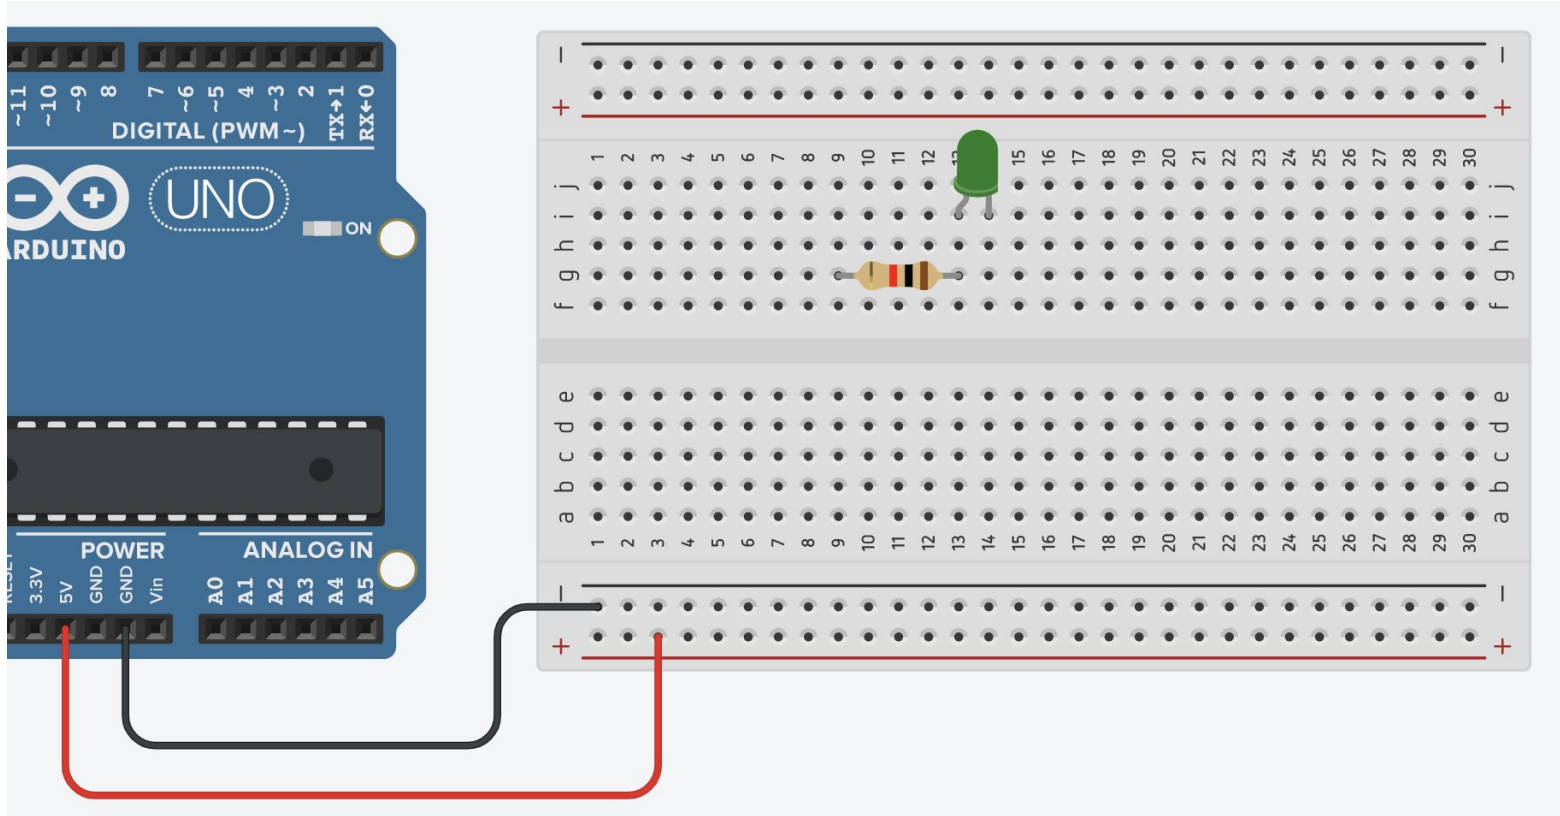 ~11 ~10 ~9 8 7 ~6 ~5 4 ~3 2 TX→1 RX←0
DIGITAL (PWM~)
UNO
ON
ARDUINO
POWER ANALOG IN
3.3V 5V GND GND Vin A0 A1 A2 A3 A4 A5
− −
+ +
1 2 3 4 5 6 7 8 9 10 11 12 15 16 17 18 19 20 21 22 23 24 25 26 27 28 29 30
j j
i i
h h
g g
f f
e e
d d
c c
b b
a a
1 2 3 4 5 6 7 8 9 10 11 12 13 14 15 16 17 18 19 20 21 22 23 24 25 26 27 28 29 30
− −
+ +